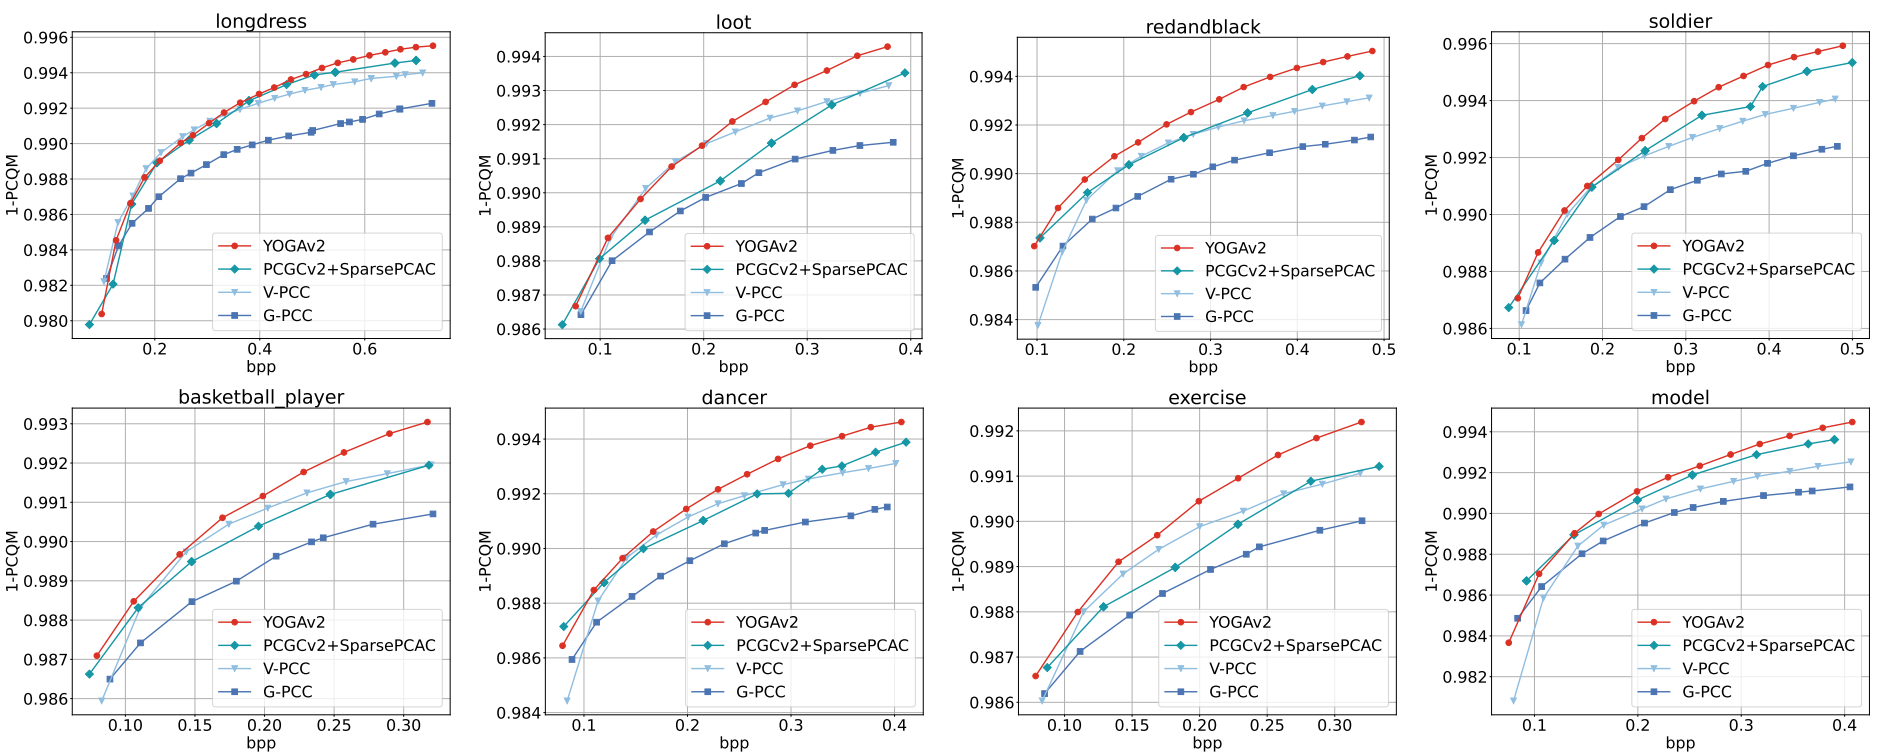 longdress
0.996
0.994
0.992
0.990
0.988
0.986
0.984
0.982
0.980
1-PCQM
0.2
0.4
0.6
bpp
YOGAv2
PCGCv2+SparsePCAC
V-PCC
G-PCC
loot
0.994
0.993
0.992
0.991
0.990
0.989
0.988
0.987
0.986
1-PCQM
0.1
0.2
0.3
0.4
bpp
YOGAv2
PCGCv2+SparsePCAC
V-PCC
G-PCC
redandblack
0.994
0.992
0.990
0.988
0.986
0.984
1-PCQM
0.1
0.2
0.3
0.4
0.5
bpp
YOGAv2
PCGCv2+SparsePCAC
V-PCC
G-PCC
soldier
0.996
0.994
0.992
0.990
0.988
0.986
1-PCQM
0.1
0.2
0.3
0.4
0.5
bpp
YOGAv2
PCGCv2+SparsePCAC
V-PCC
G-PCC
basketball_player
0.993
0.992
0.991
0.990
0.989
0.988
0.987
0.986
1-PCQM
0.10
0.15
0.20
0.25
0.30
bpp
YOGAv2
PCGCv2+SparsePCAC
V-PCC
G-PCC
dancer
0.994
0.992
0.990
0.988
0.986
0.984
1-PCQM
0.1
0.2
0.3
0.4
bpp
YOGAv2
PCGCv2+SparsePCAC
V-PCC
G-PCC
exercise
0.992
0.991
0.990
0.989
0.988
0.987
0.986
1-PCQM
0.10
0.15
0.20
0.25
0.30
bpp
YOGAv2
PCGCv2+SparsePCAC
V-PCC
G-PCC
model
0.994
0.992
0.990
0.988
0.986
0.984
0.982
1-PCQM
0.1
0.2
0.3
0.4
bpp
YOGAv2
PCGCv2+SparsePCAC
V-PCC
G-PCC